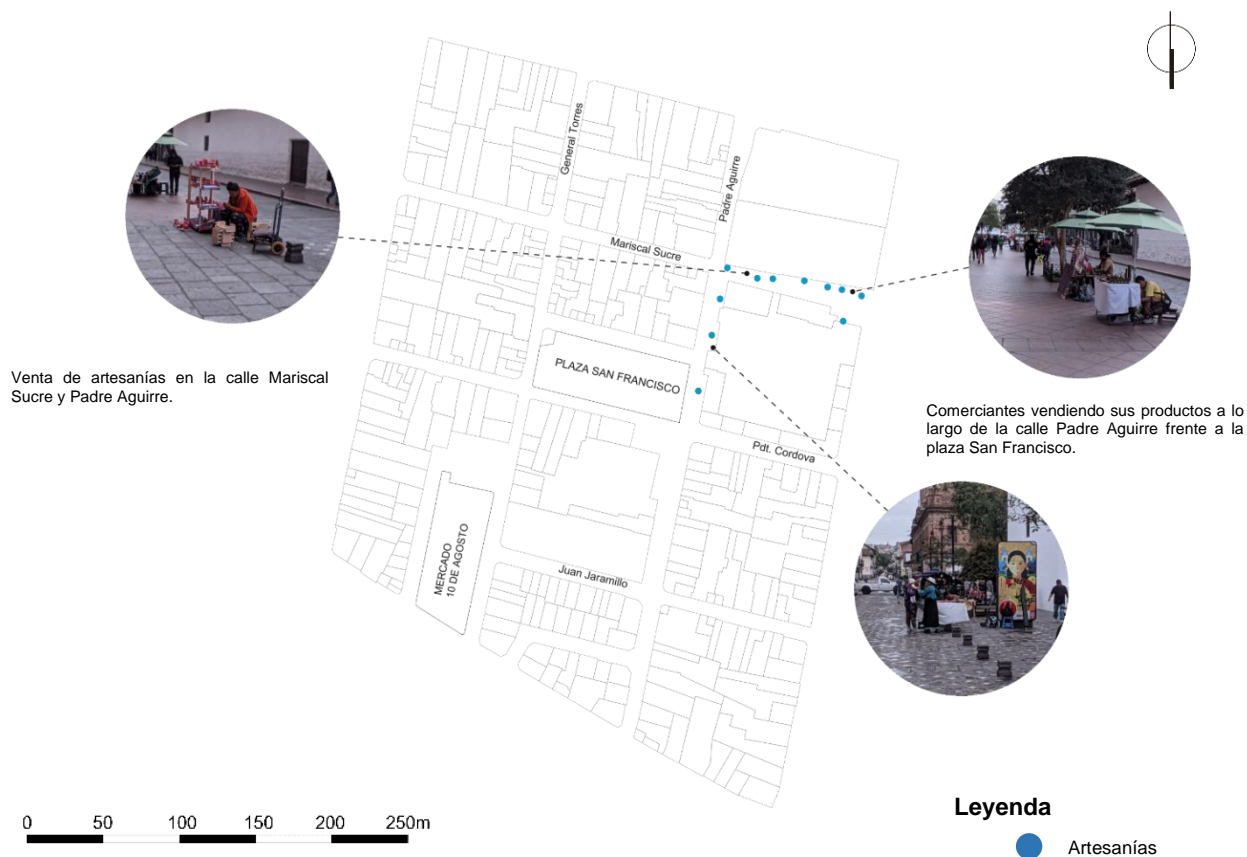 General Torres
Padre Aguirre
Mariscal Sucre
Venta de artesanías en la calle Mariscal
Sucre y Padre Aguirre.
PLAZA SAN FRANCISCO
Comerciantes vendiendo sus productos a lo
largo de la calle Padre Aguirre frente a la
plaza San Francisco.
Pdt. Cordova
MERCADO
10 DE AGOSTO
Juan Jaramillo
0 50 100 150 200 250m
Leyenda
Artesanías